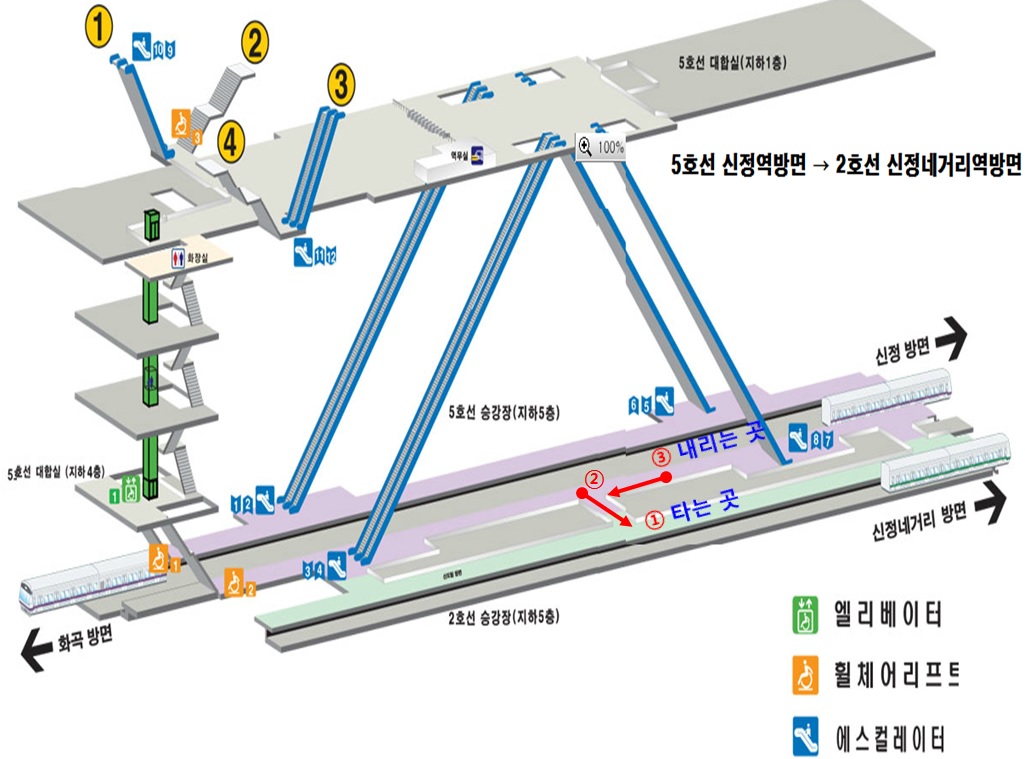 1
2
3
4
10 9
3
5호선 대합실(지하1층)
역무실
100%
5호선 신정역방면 → 2호선 신정네거리역방면
화장실
11 12
신정 방면
5호선 승강장(지하5층)
6 5
8 7
③ 내리는 곳
②
① 타는 곳
5호선 대합실 (지하4층)
1
1 2
3 4
1
2
신정네거리 방면
2호선 승강장(지하5층)
화곡 방면
엘리베이터
휠체어리프트
에스컬레이터